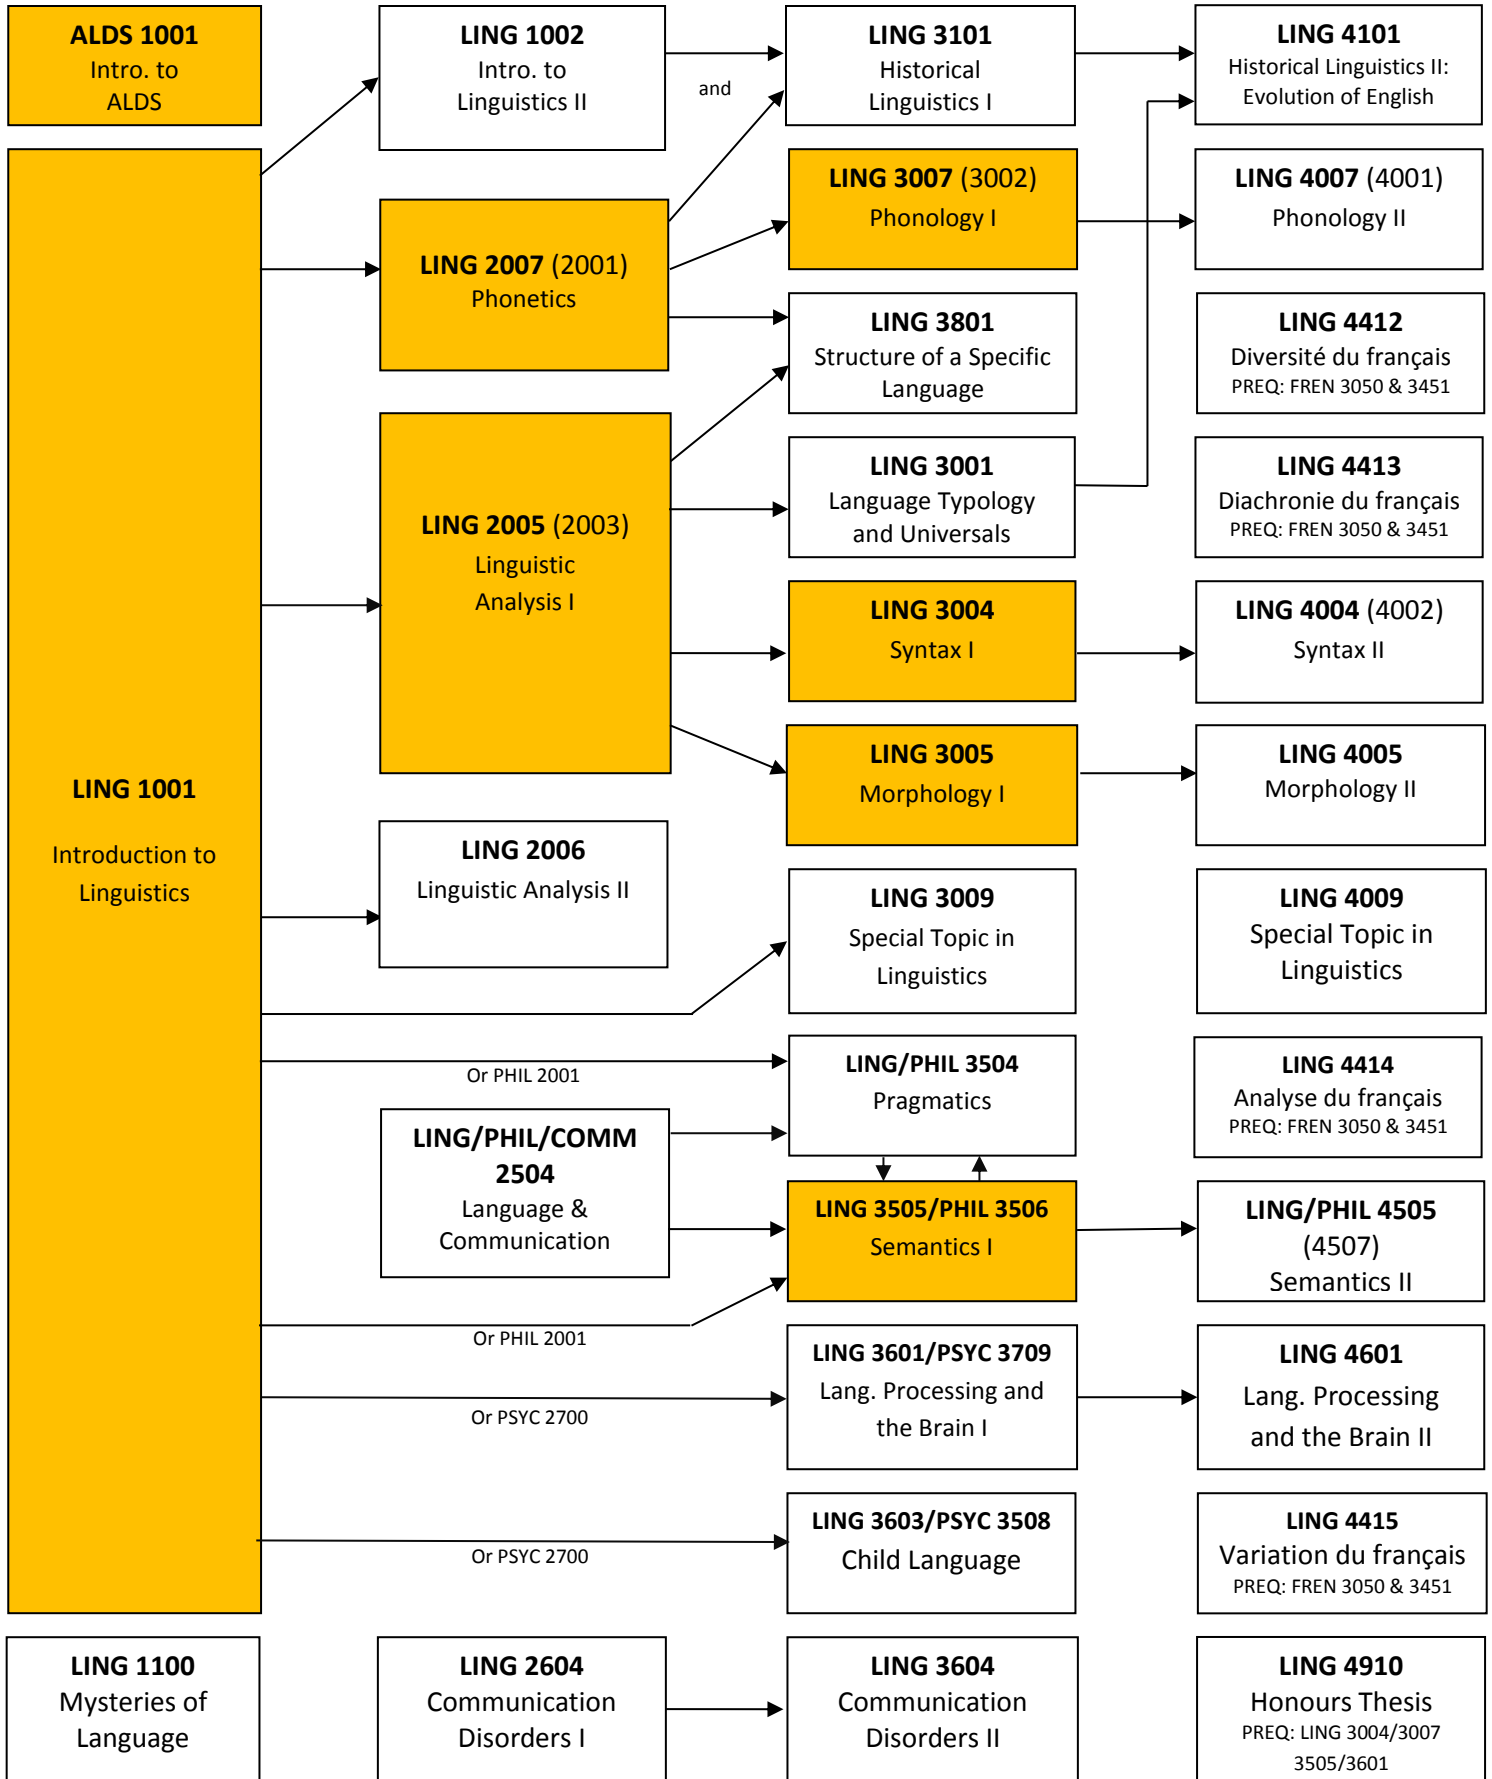 ALDS 1001
Intro. to
ALDS
LING 1002
Intro. to
Linguistics II
and
LING 3101
Historical
Linguistics I
LING 4101
Historical Linguistics II:
Evolution of English
LING 1001
Introduction to
Linguistics
LING 2007 (2001)
Phonetics
LING 3007 (3002)
Phonology I
LING 4007 (4001)
Phonology II
LING 3801
Structure of a Specific
Language
LING 4412
Diversité du français
PREQ: FREN 3050 & 3451
LING 2005 (2003)
Linguistic
Analysis I
LING 3001
Language Typology
and Universals
LING 4413
Diachronie du français
PREQ: FREN 3050 & 3451
LING 3004
Syntax I
LING 4004 (4002)
Syntax II
LING 3005
Morphology I
LING 4005
Morphology II
LING 2006
Linguistic Analysis II
LING 3009
Special Topic in
Linguistics
LING 4009
Special Topic in
Linguistics
Or PHIL 2001
LING/PHIL 3504
Pragmatics
LING 4414
Analyse du français
PREQ: FREN 3050 & 3451
LING/PHIL/COMM
2504
Language &
Communication
LING 3505/PHIL 3506
Semantics I
LING/PHIL 4505
(4507)
Semantics II
Or PHIL 2001
LING 3601/PSYC 3709
Lang. Processing and
the Brain I
LING 4601
Lang. Processing
and the Brain II
Or PSYC 2700
LING 3603/PSYC 3508
Child Language
Or PSYC 2700
LING 4415
Variation du français
PREQ: FREN 3050 & 3451
LING 1100
Mysteries of
Language
LING 2604
Communication
Disorders I
LING 3604
Communication
Disorders II
LING 4910
Honours Thesis
PREQ: LING 3004/3007
3505/3601